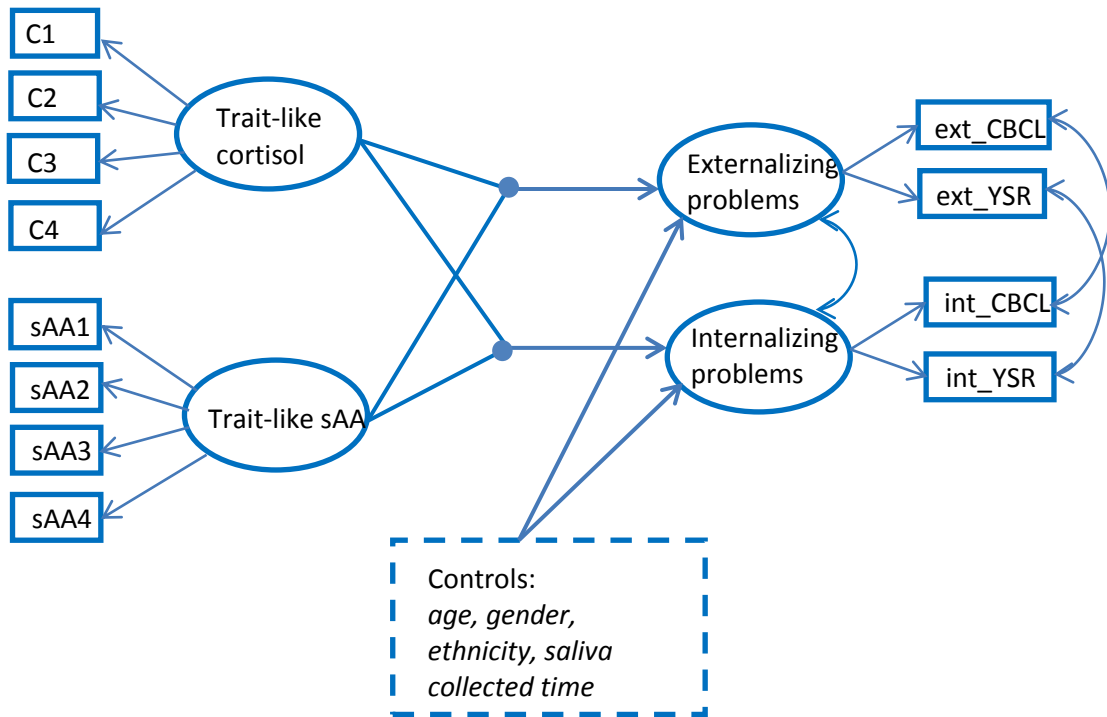 C1
C2
C3
C4
Trait-like
cortisol
sAA1
sAA2
sAA3
sAA4
Trait-like sAA
Externalizing
problems
Internalizing
problems
ext_CBCL
ext_YSR
int_CBCL
int_YSR
Controls:
age, gender,
ethnicity, saliva
collected time